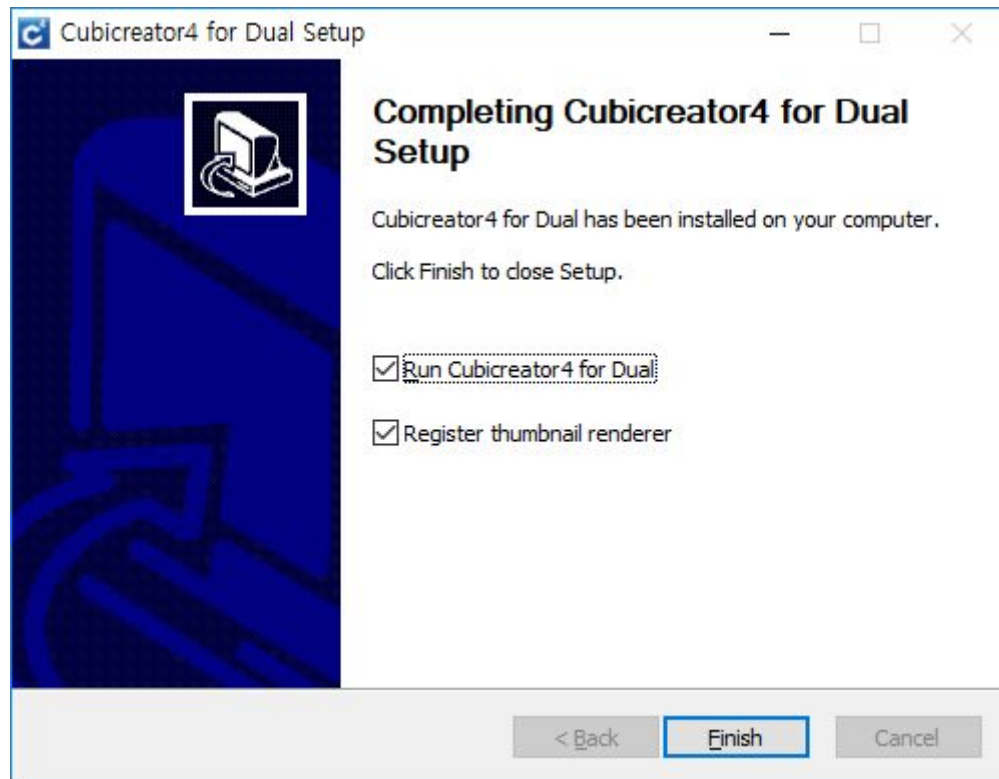 Cubicreator4 for Dual Setup
Completing Cubicreator4 for Dual
Setup
Cubicreator4 for Dual has been installed on your computer.
Click Finish to close Setup.
Run Cubicreator4 for Dual
Register thumbnail renderer
< Back Finish Cancel